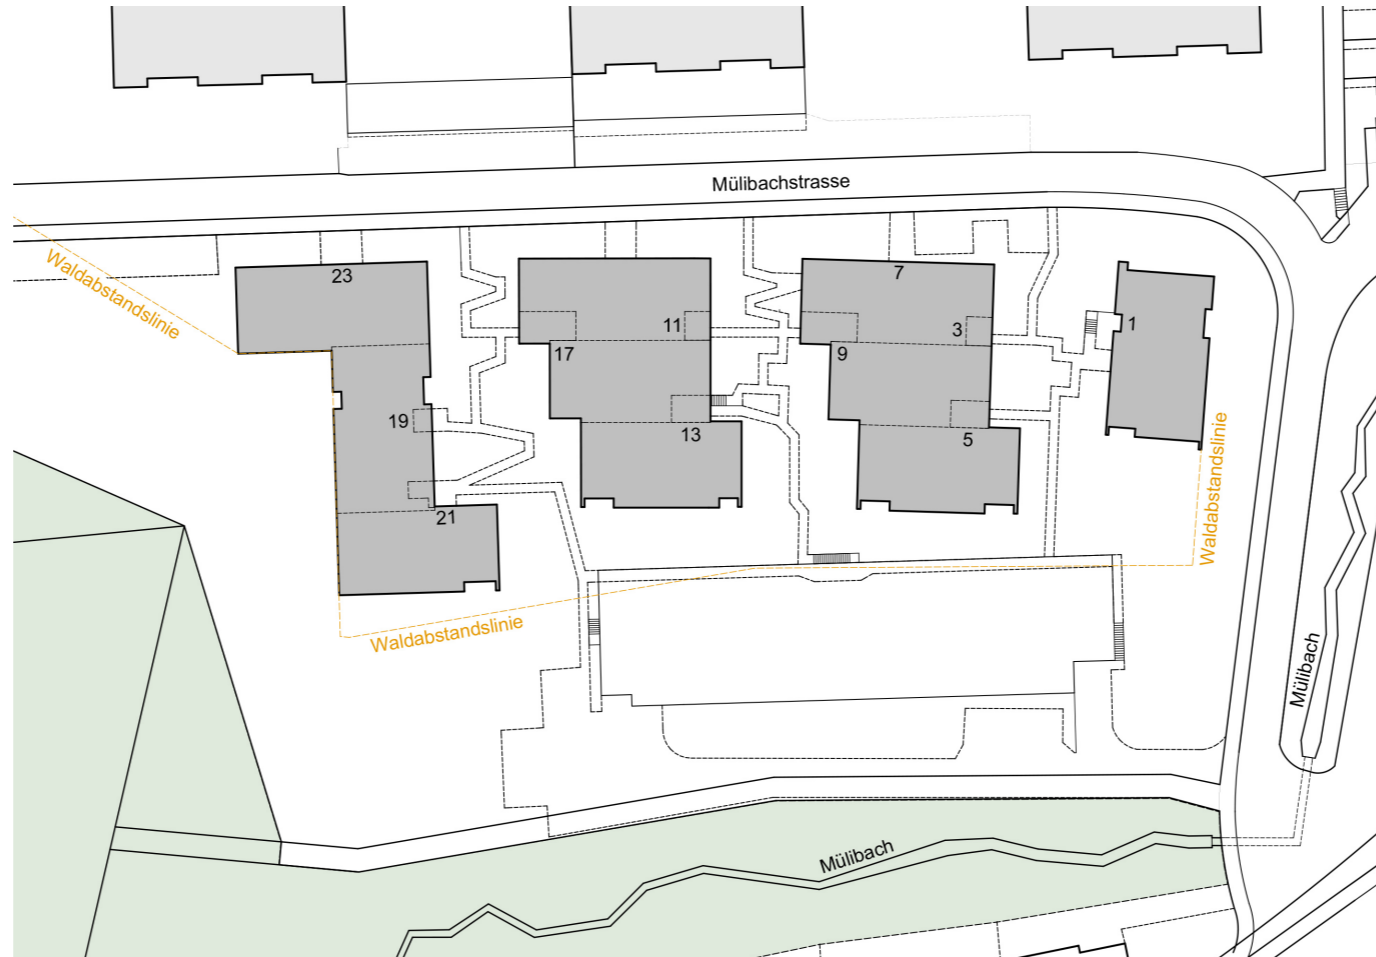 Mülibachstrasse
Waldabstandslinie
23
7
11
3
1
17
9
19
13
5
21
Waldabstandslinie
Waldabstandslinie
Mülibach
Mülibach